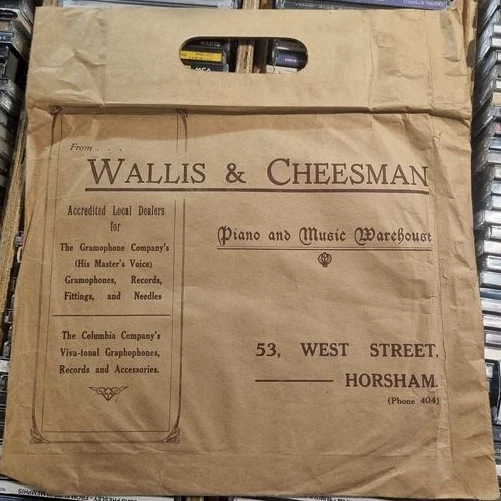 From . . .
WALLIS & CHEESMAN
Accredited Local Dealers
for
The Gramophone Company's
(His Master's Voice)
Gramophones, Records,
Fittings, and Needles
The Columbia Company's
Viva-tonal Graphophones,
Records and Accessories.
Piano and Music Warehouse
53, WEST STREET,
HORSHAM.
(Phone 404)
MCA